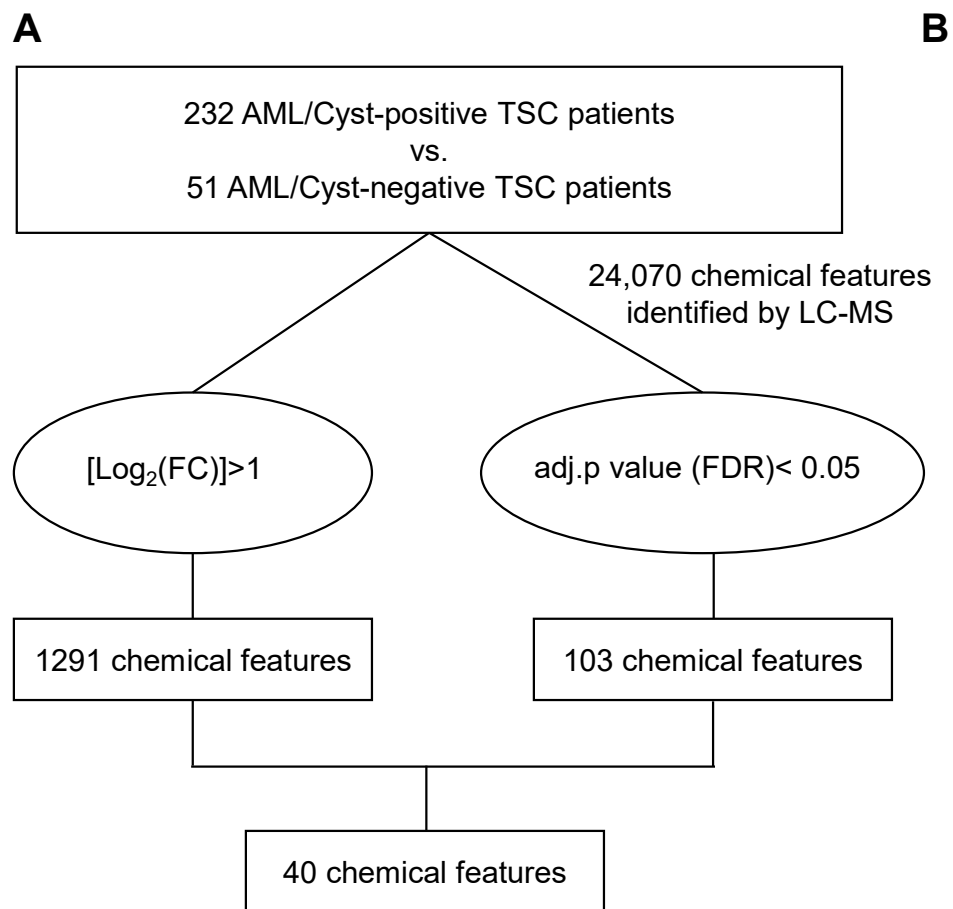 A
B
232 AML/Cyst-positive TSC patients
vs.
51 AML/Cyst-negative TSC patients
24,070 chemical features
identified by LC-MS
[Log₂(FC)]>1
adj.p value (FDR)< 0.05
1291 chemical features
103 chemical features
40 chemical features